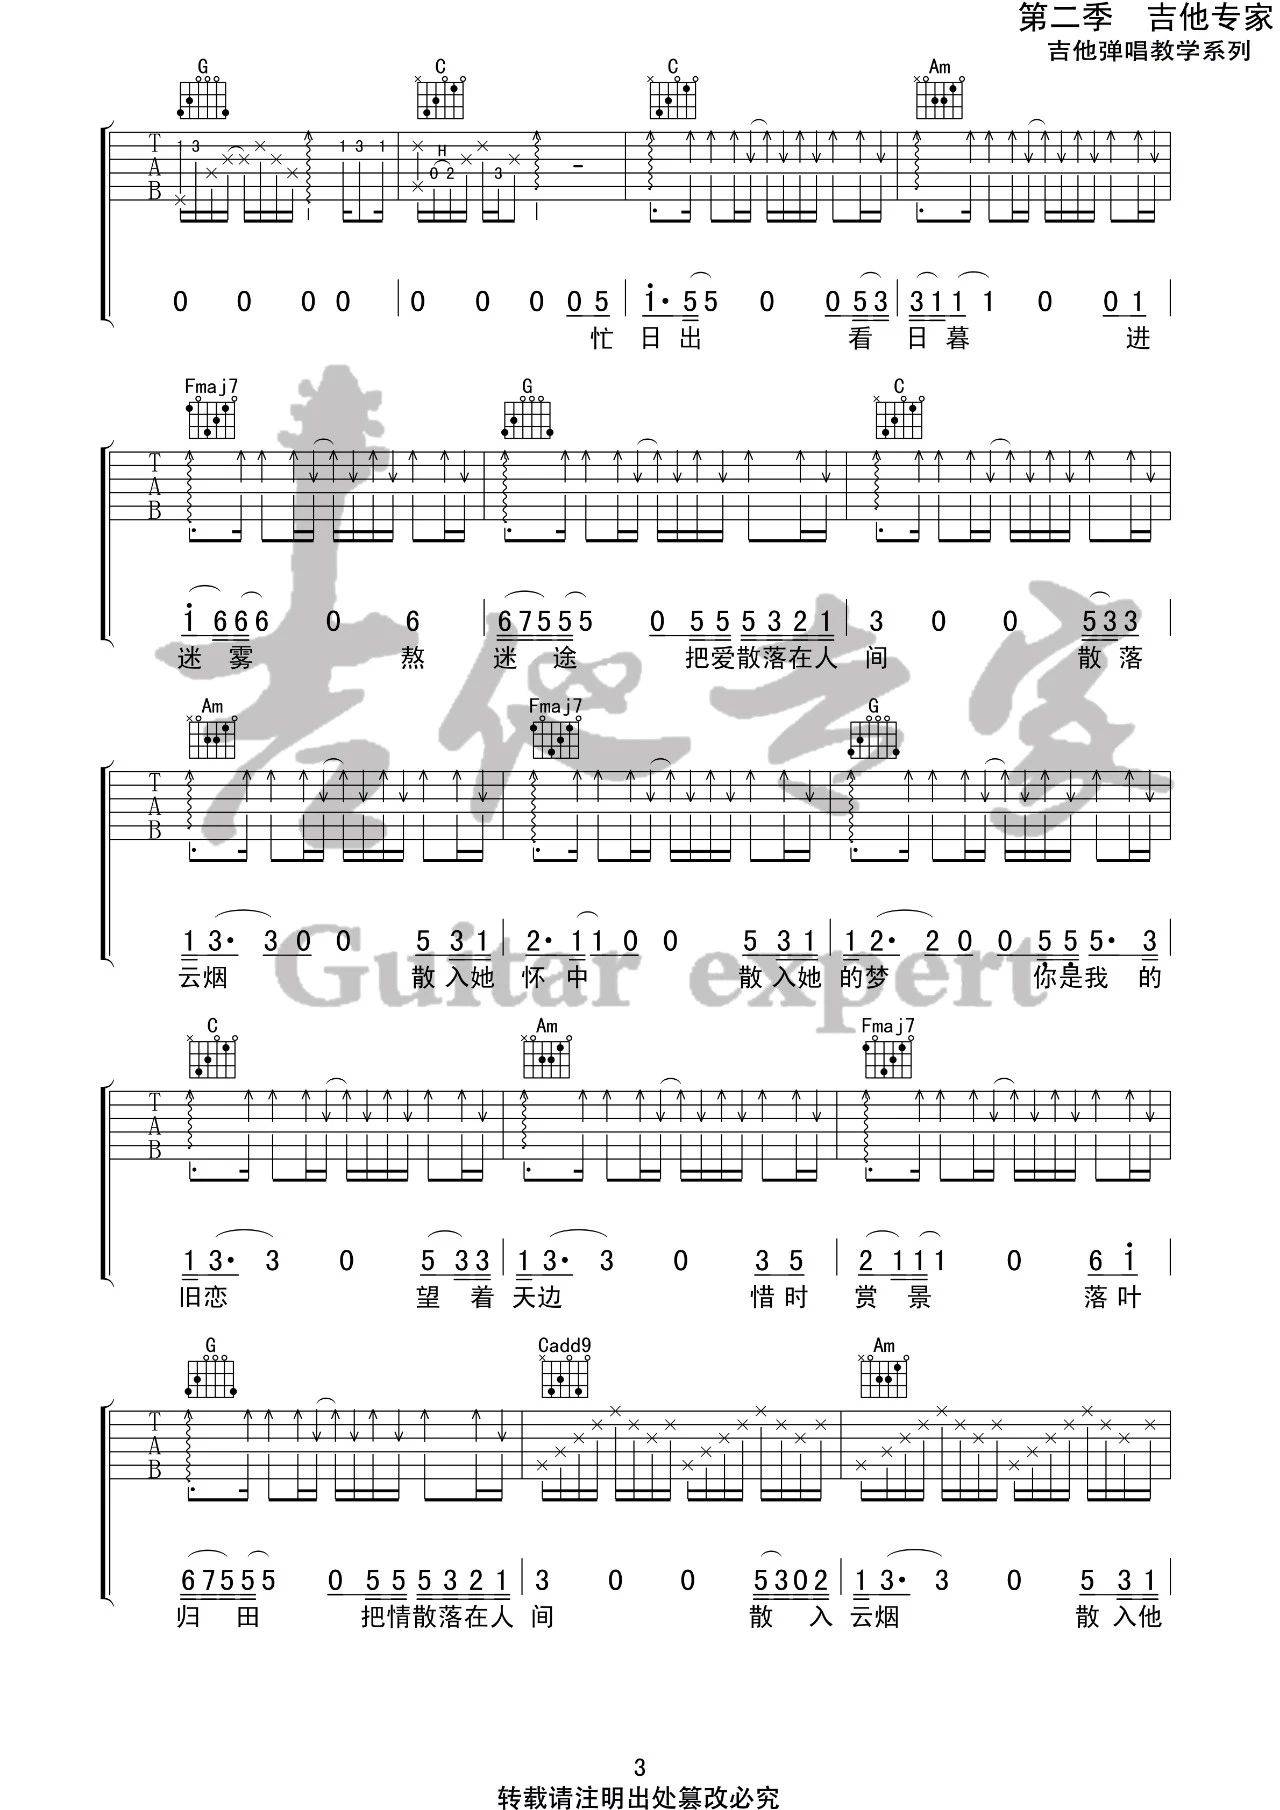 第二季　吉他专家
吉他弹唱教学系列
G C C Am
T A B 1 3 1 3 1 H 0 2 3 -
0 0 0 0 | 0 0 0 0 5 | i· 5 5 0 0 5 3 | 3 1 1 1 0 0 1 |
忙 日 出 看 日 暮 进
Fmaj7 G C
T A B
i 6 6 6 0 6 | 6 7 5 5 5 0 5 5 5 3 2 1 | 3 0 0 5 3 3 |
迷 雾 熬 迷 途 把爱散落在人 间 散 落
Am Fmaj7 G
T A B
1 3· 3 0 0 5 3 1 | 2· 1 1 0 0 5 3 1 | 1 2· 2 0 0 5 5 5· 3
云烟 散 入她 怀 中 散 入她 的梦 你是我 的
吉他专家
Guitar expert
C Am Fmaj7
T A B
1 3· 3 0 5 3 3 | 1 3· 3 0 3 5 | 2 1 1 1 0 6 i |
旧恋 望 着 天边 惜 时 赏 景 落 叶
G Cadd9 Am
T A B
6 7 5 5 5 0 5 5 5 3 2 1 | 3 0 0 5 3 0 2 | 1 3· 3 0 5 3 1 |
归 田 把情散落在人 间 散 入 云烟 散 入他
3
转载请注明出处篡改必究